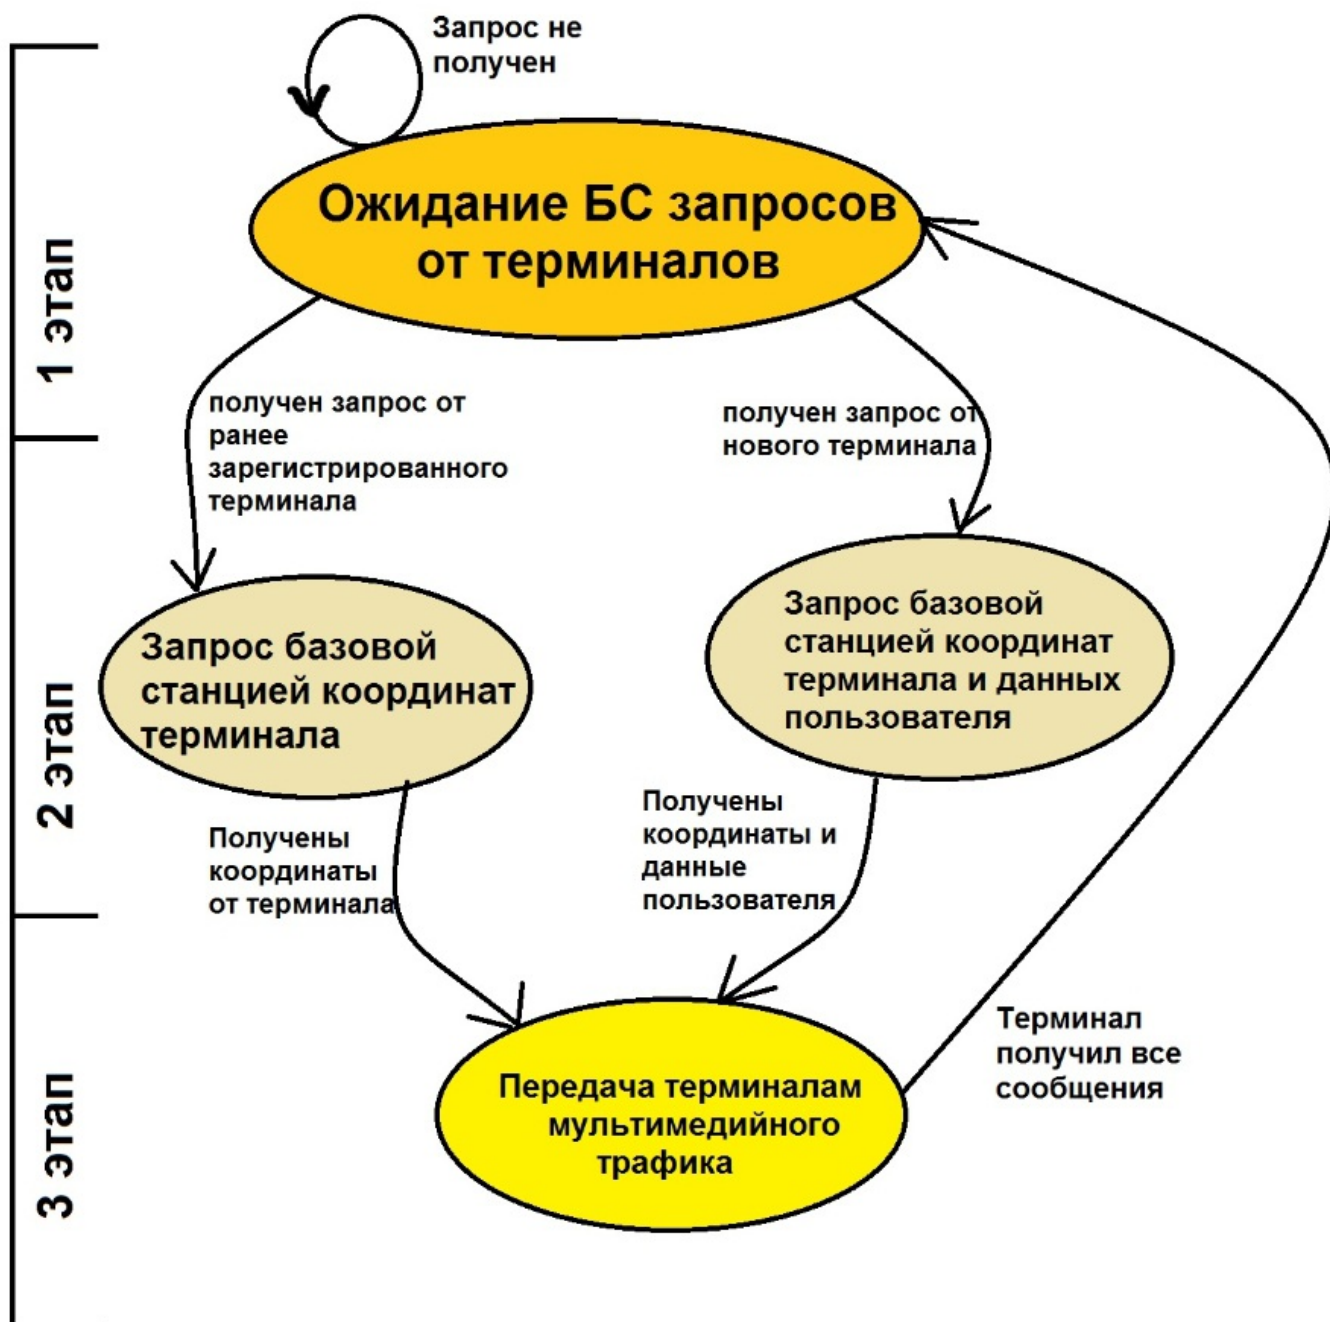 Запрос не
получен
Ожидание БС запросов
от терминалов
1 этап
получен запрос от
ранее
зарегистрированного
терминала
получен запрос от
нового терминала
2 этап
Запрос базовой
станцией координат
терминала
Запрос базовой
станцией координат
терминала и данных
пользователя
Получены
координаты
от терминала
Получены
координаты и
данные
пользователя
3 этап
Передача терминалам
мультимедийного
трафика
Терминал
получил все
сообщения